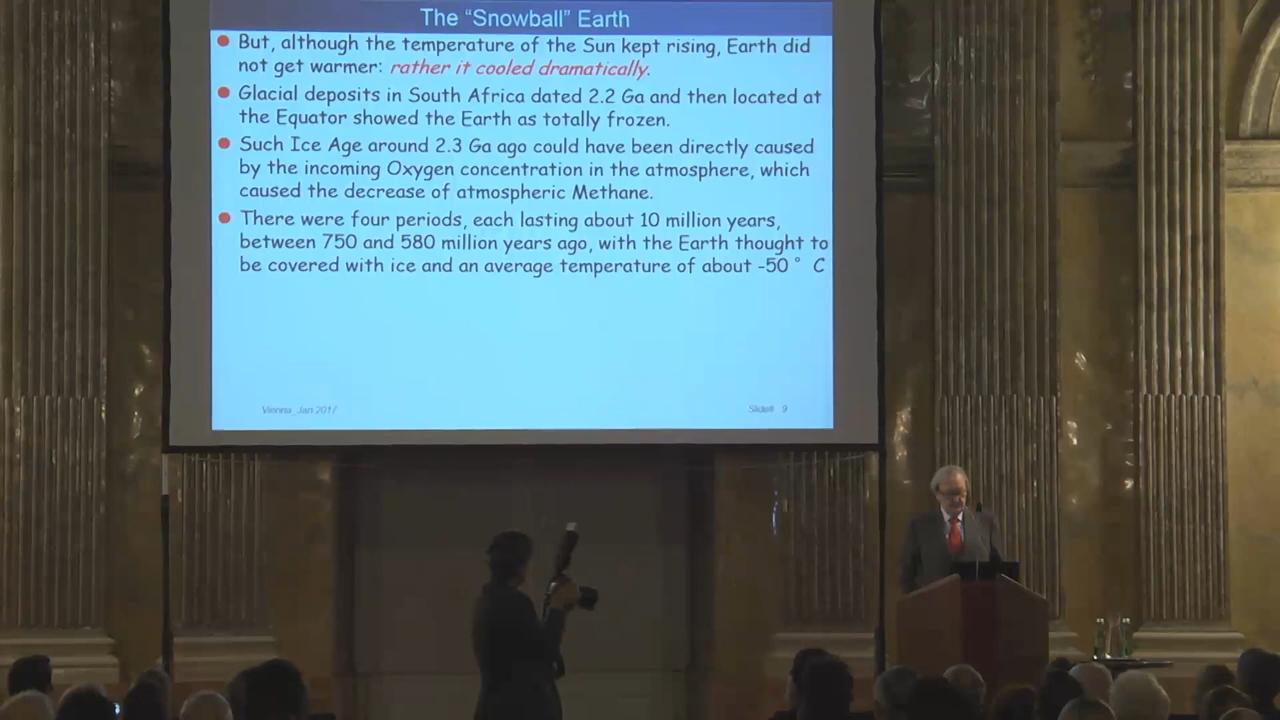 The “Snowball” Earth
But, although the temperature of the Sun kept rising, Earth did
not get warmer: rather it cooled dramatically.
Glacial deposits in South Africa dated 2.2 Ga and then located at
the Equator showed the Earth as totally frozen.
Such Ice Age around 2.3 Ga ago could have been directly caused
by the incoming Oxygen concentration in the atmosphere, which
caused the decrease of atmospheric Methane.
There were four periods, each lasting about 10 million years,
between 750 and 580 million years ago, with the Earth thought to
be covered with ice and an average temperature of about -50 ° C
Vienna_Jan 2017
Slide# 9